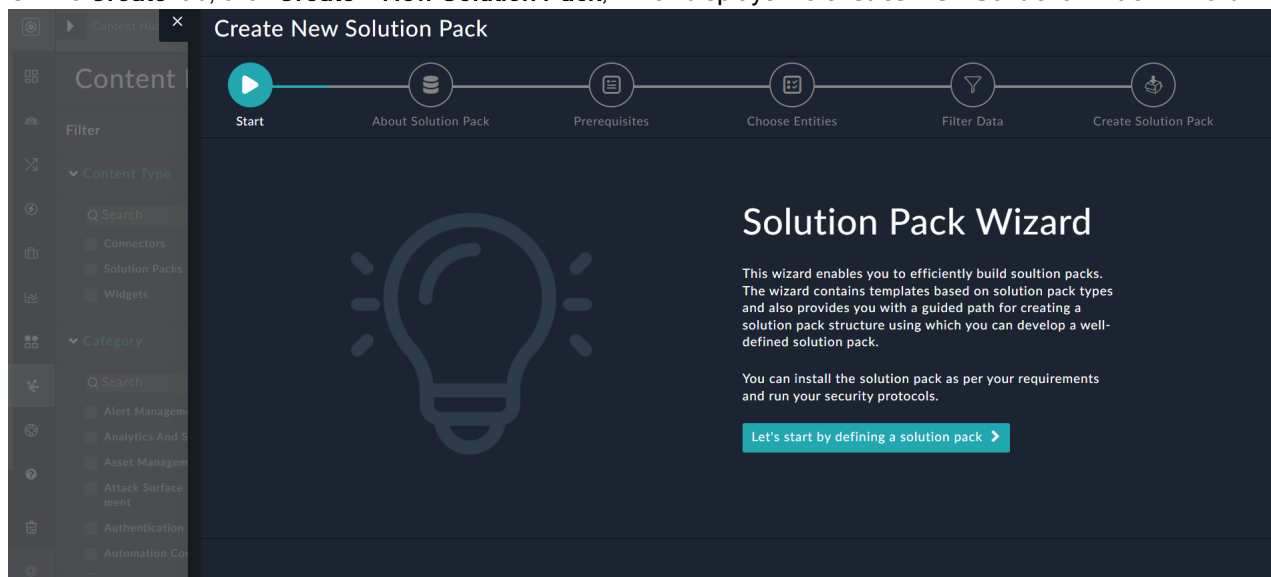 Create New Solution Pack
Content Hu
Content
Start
About Solution Pack
Prerequisites
Choose Entities
Filter Data
Create Solution Pack
Filter
Content Type
Search
Connectors
Solution Packs
Widgets
Category
Search
Alert Managem
Analytics And S
Asset Managem
Attack Surface
ment
Authentication
Automation Co
Solution Pack Wizard
This wizard enables you to efficiently build soultion packs.
The wizard contains templates based on solution pack types
and also provides you with a guided path for creating a
solution pack structure using which you can develop a well-
defined solution pack.
You can install the solution pack as per your requirements
and run your security protocols.
Let's start by defining a solution pack